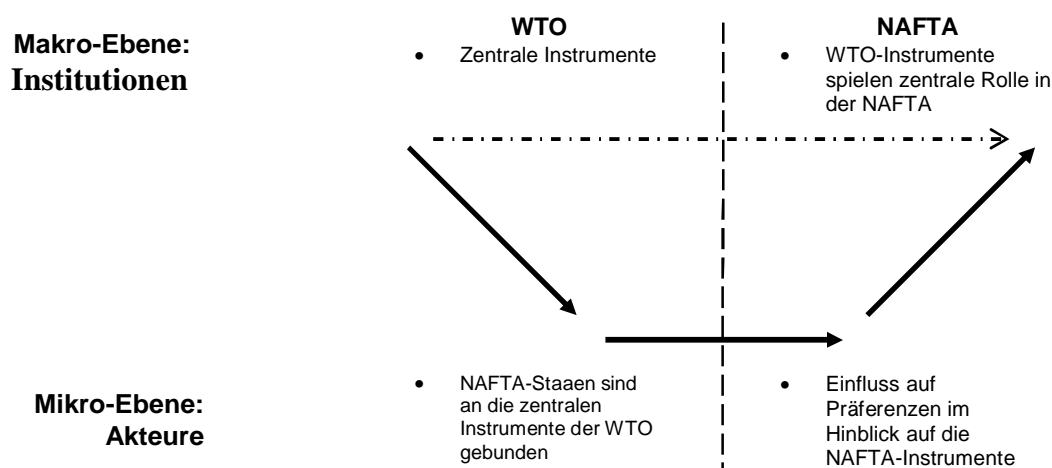 WTO
NAFTA
Makro-Ebene:
Institutionen
• Zentrale Instrumente
• WTO-Instrumente
spielen zentrale Rolle in
der NAFTA
Mikro-Ebene:
Akteure
• NAFTA-Staaen sind
an die zentralen
Instrumente der WTO
gebunden
• Einfluss auf
Präferenzen im
Hinblick auf die
NAFTA-Instrumente